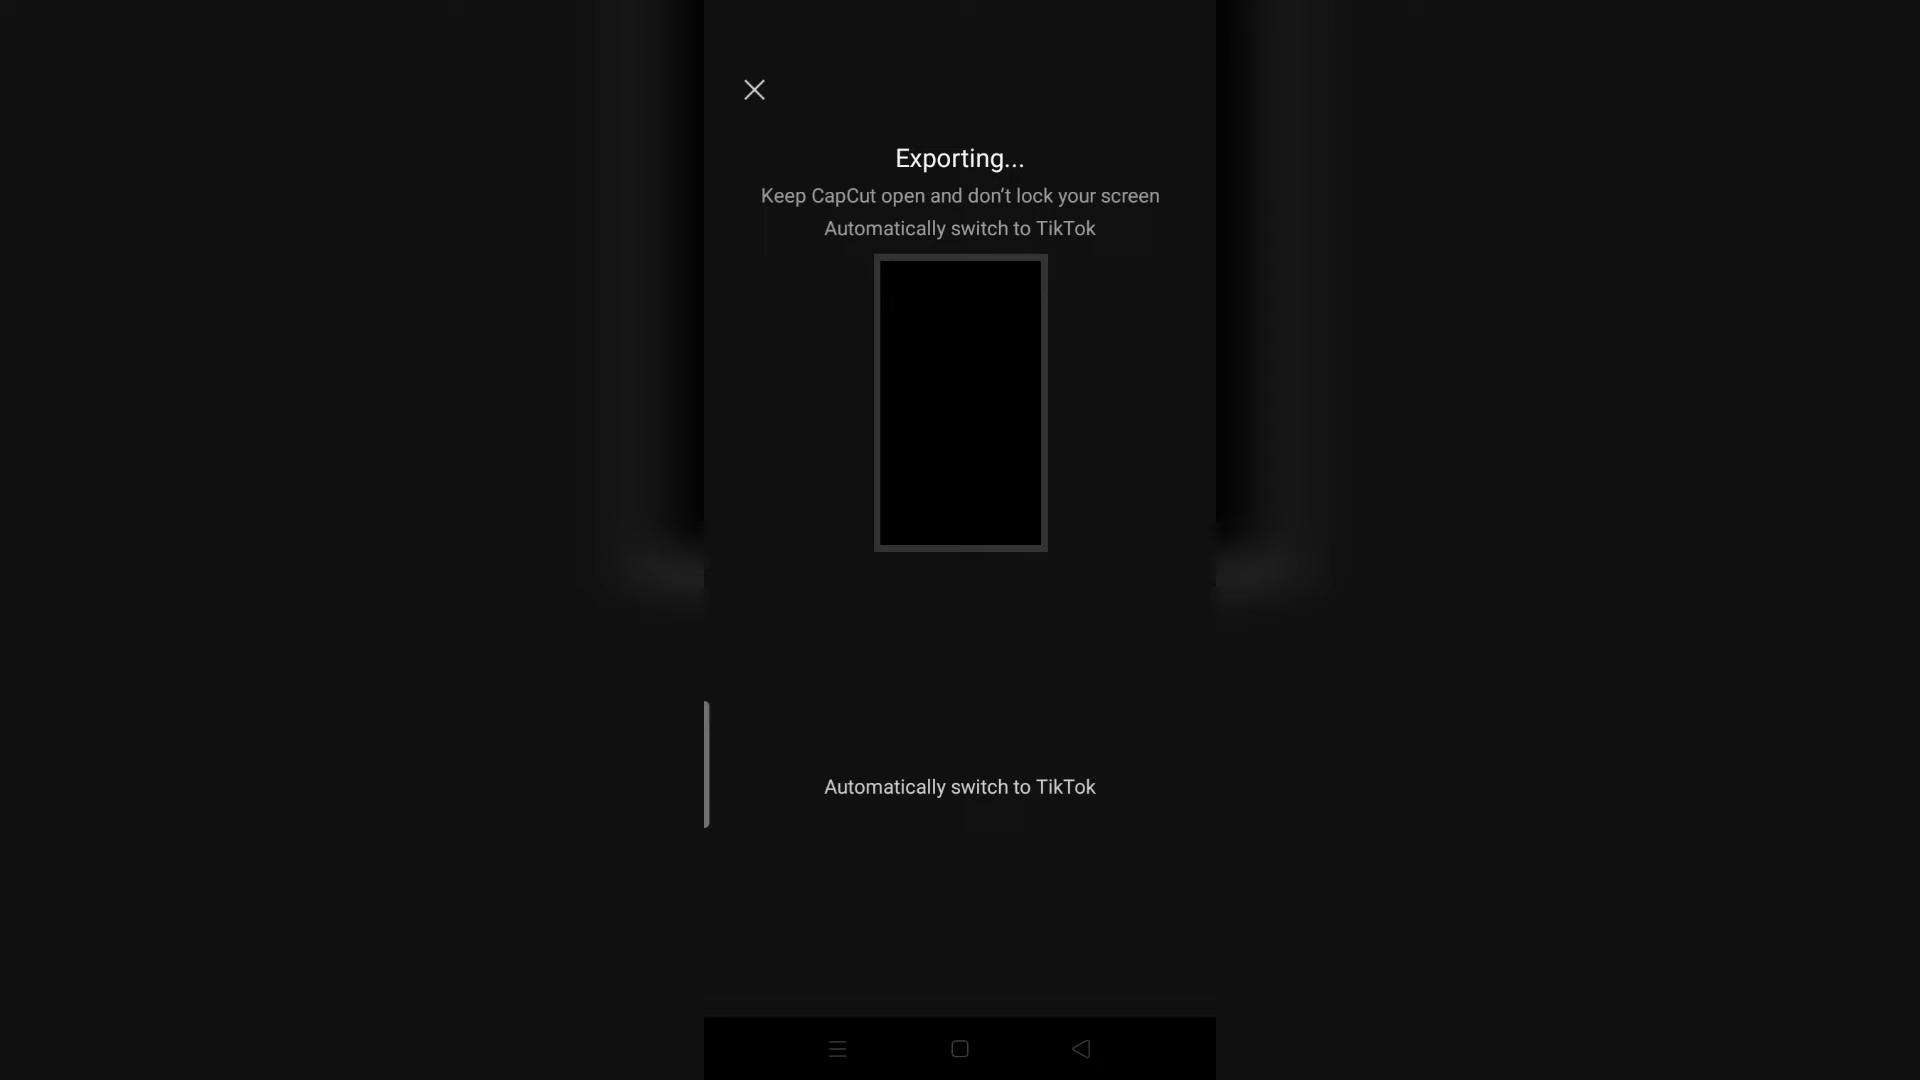 Exporting...
Keep CapCut open and don’t lock your screen
Automatically switch to TikTok
Automatically switch to TikTok